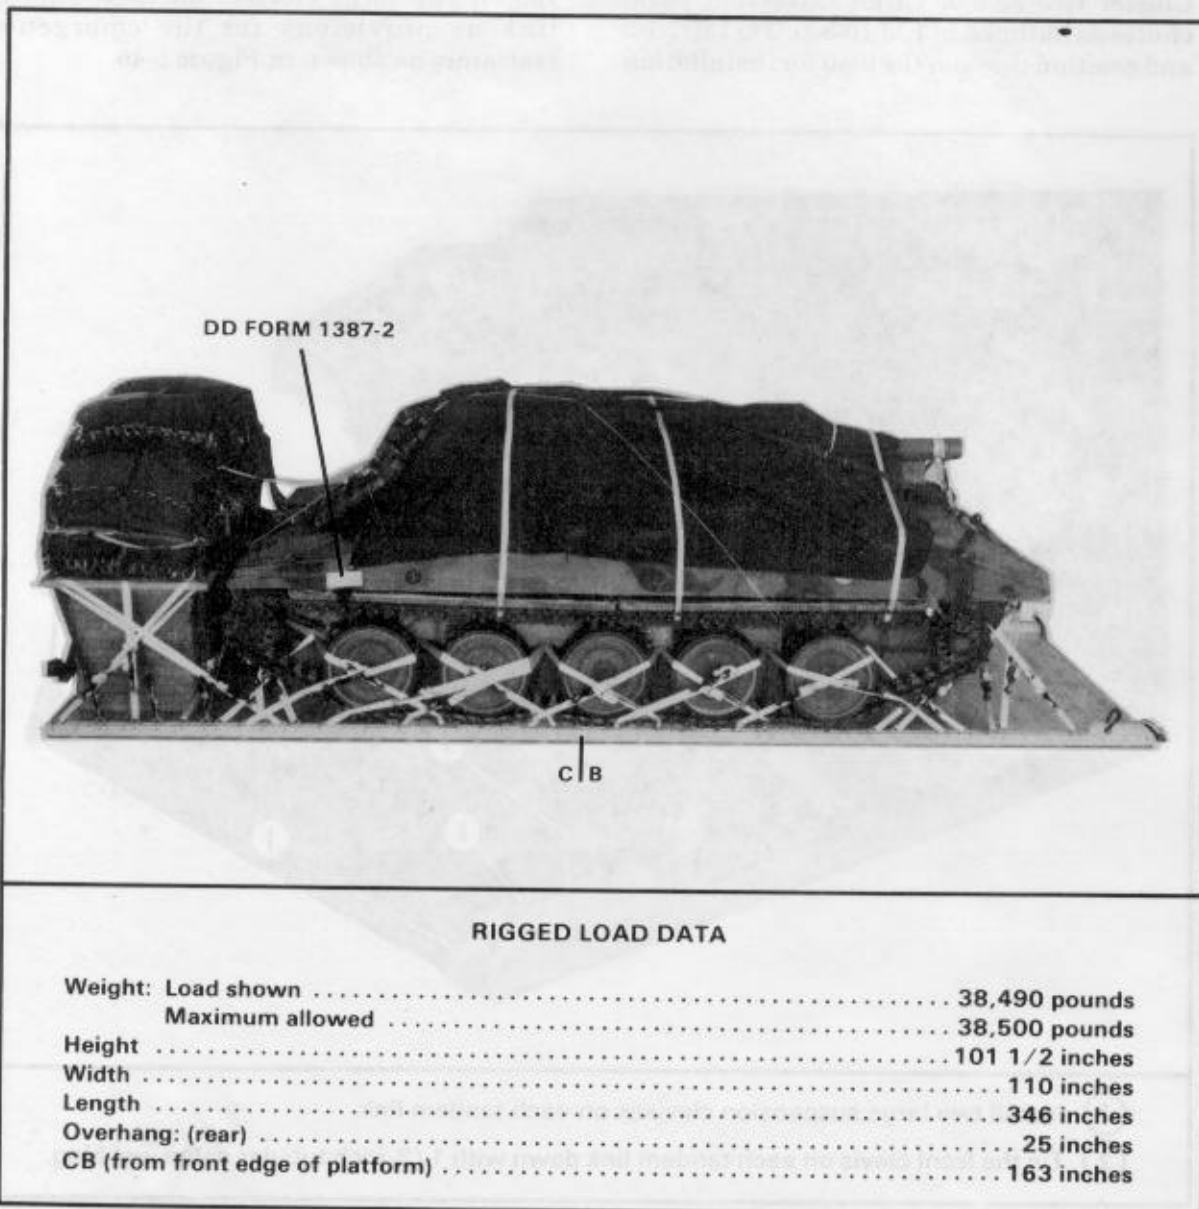 DD FORM 1387-2
C B
RIGGED LOAD DATA
Weight: Load shown ........ 38,490 pounds
Maximum allowed ........ 38,500 pounds
Height ........ 101 1/2 inches
Width ........ 110 inches
Length ........ 346 inches
Overhang: (rear) ........ 25 inches
CB (from front edge of platform) ........ 163 inches